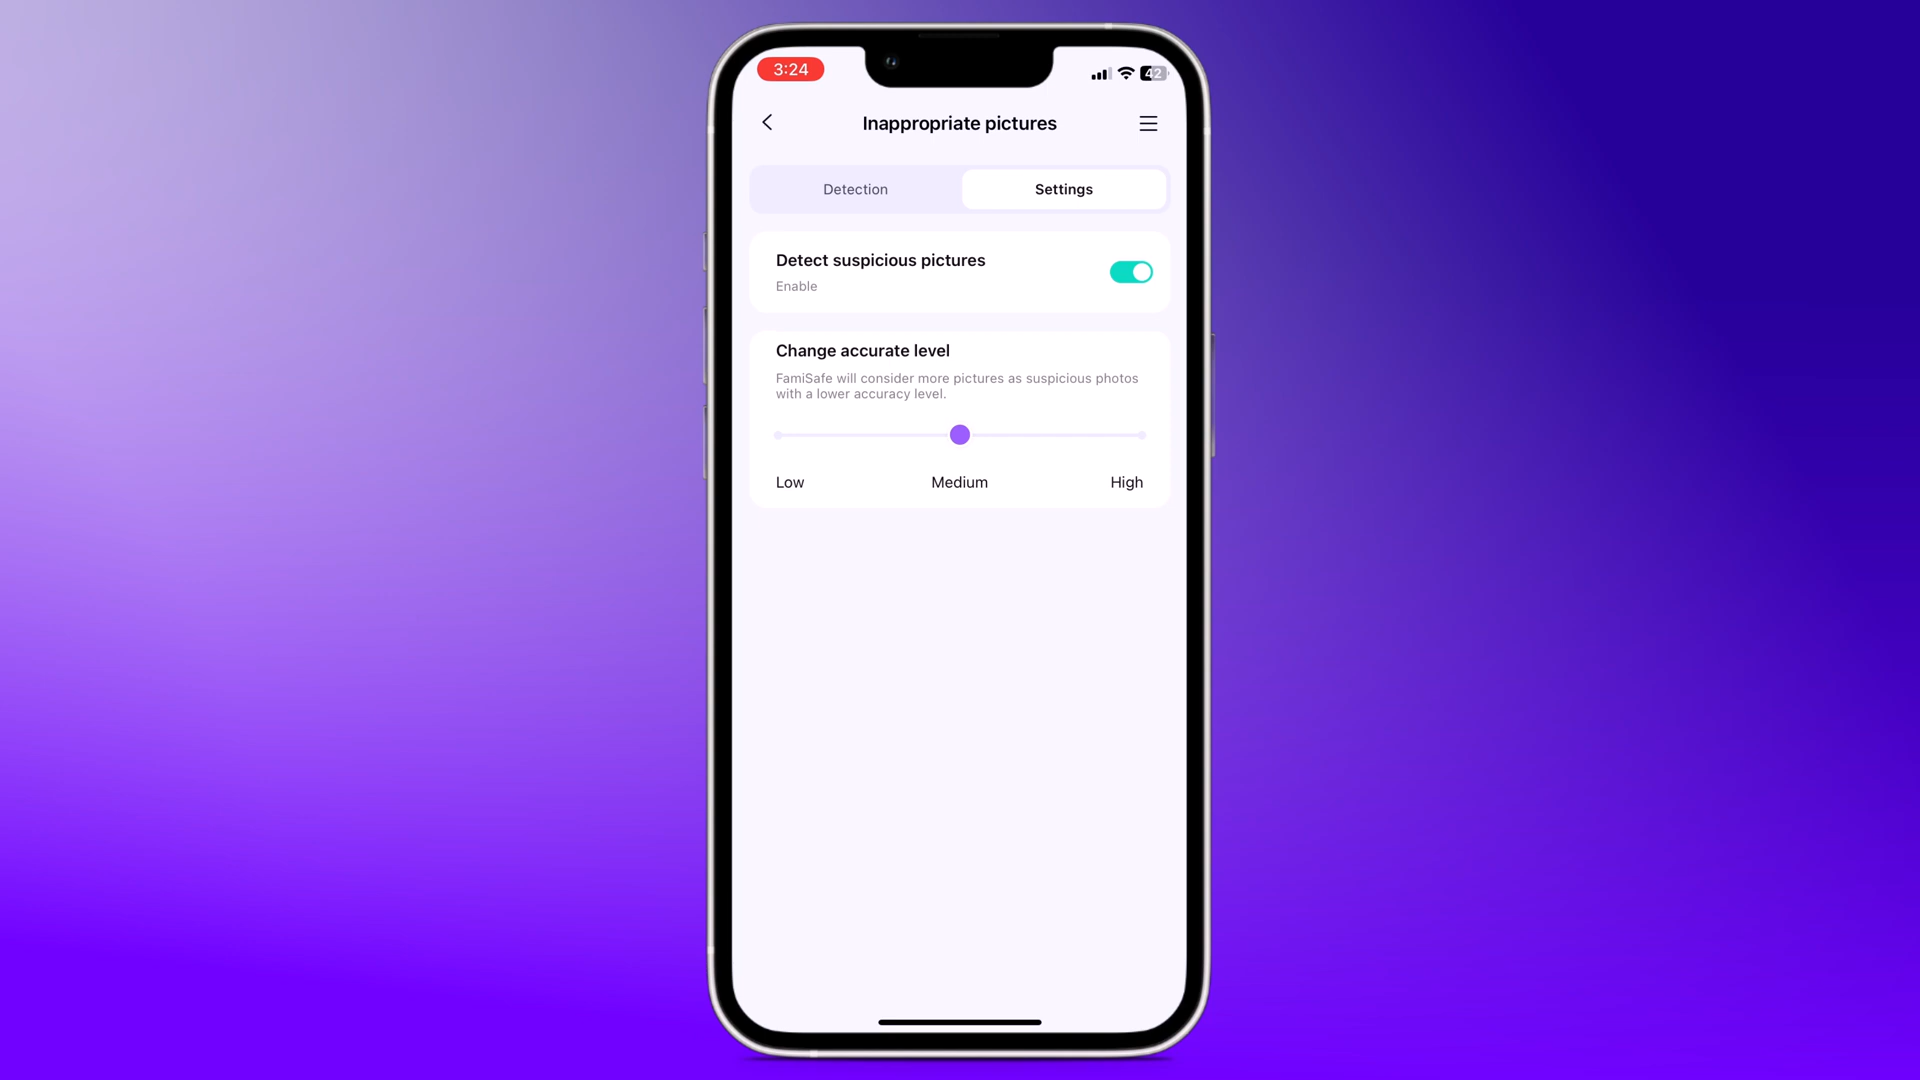 3:24
42
Inappropriate pictures
Detection
Settings
Detect suspicious pictures
Enable
Change accurate level
FamiSafe will consider more pictures as suspicious photos
with a lower accuracy level.
Low
Medium
High